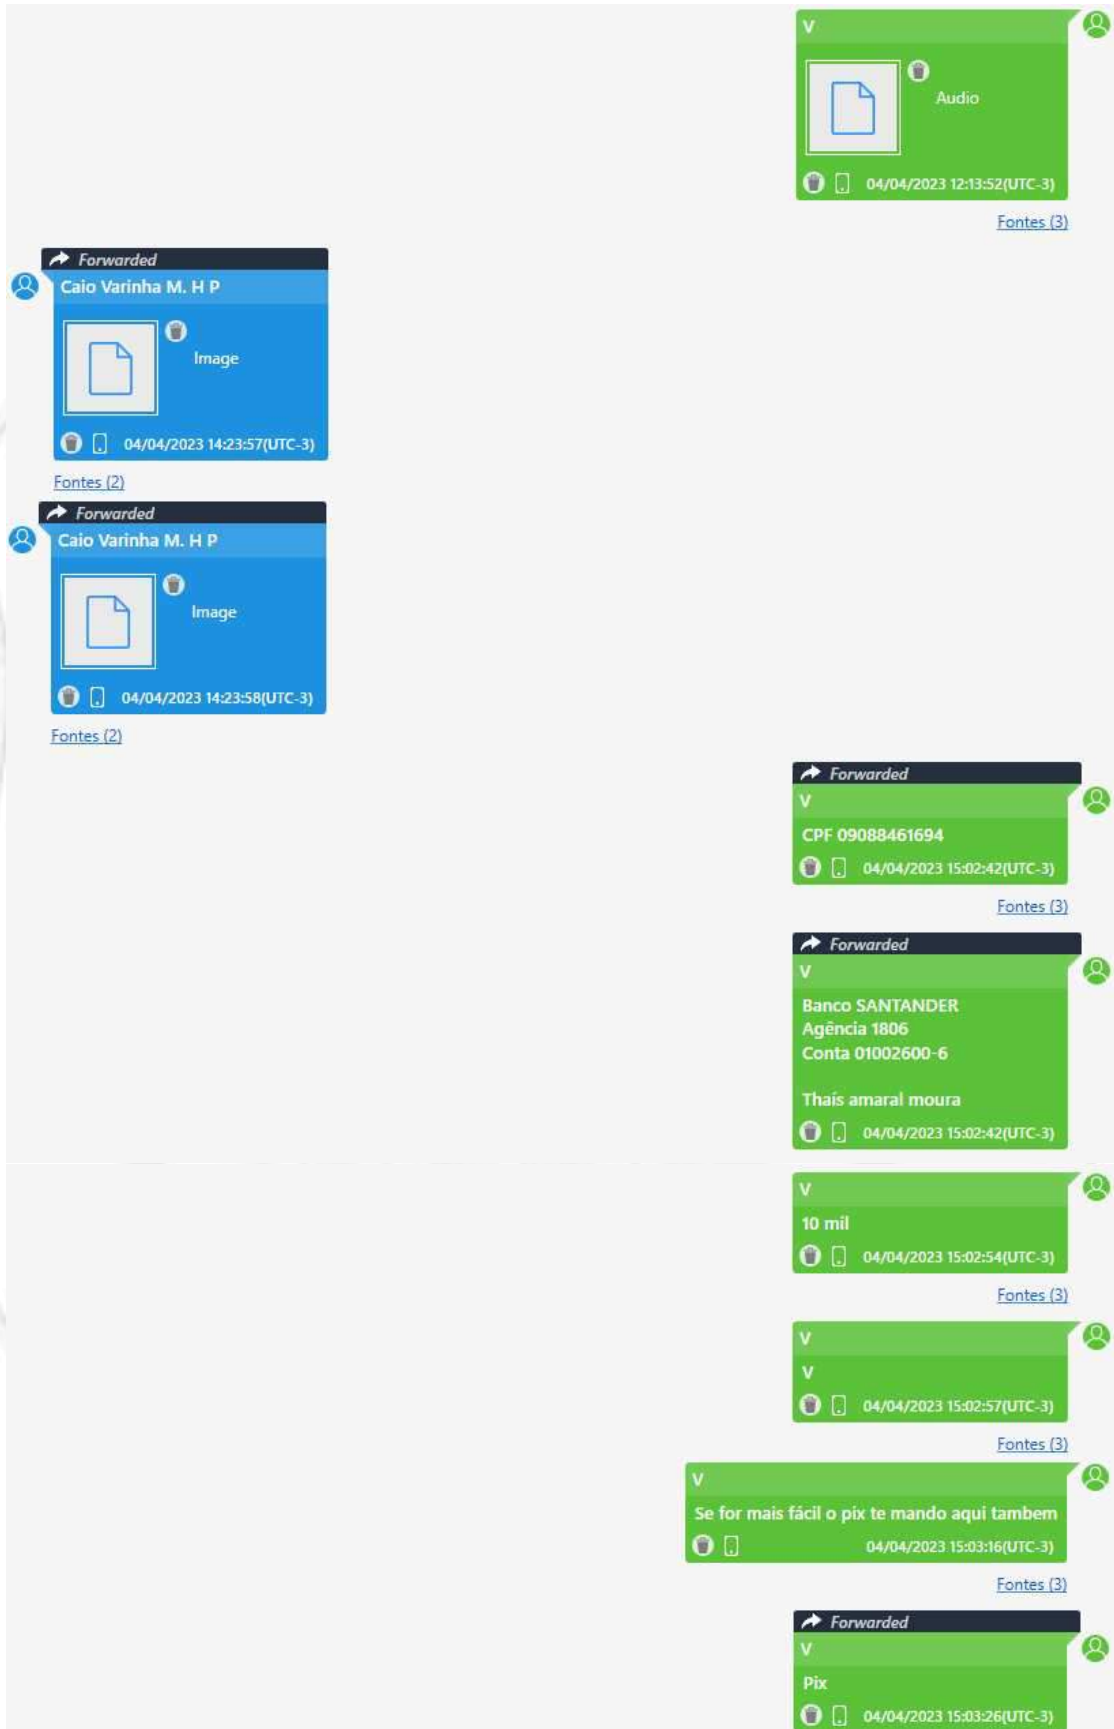 V
Audio
04/04/2023 12:13:52(UTC-3)
Fontes (3)
Forwarded
Caio Varinha M. H P
Image
04/04/2023 14:23:57(UTC-3)
Fontes (2)
Forwarded
Caio Varinha M. H P
Image
04/04/2023 14:23:58(UTC-3)
Fontes (2)
Forwarded
V
CPF 09088461694
04/04/2023 15:02:42(UTC-3)
Fontes (3)
Forwarded
V
Banco SANTANDER
Agência 1806
Conta 01002600-6
Thaís amaral moura
04/04/2023 15:02:42(UTC-3)
V
10 mil
04/04/2023 15:02:54(UTC-3)
Fontes (3)
V
V
04/04/2023 15:02:57(UTC-3)
Fontes (3)
V
Se for mais fácil o pix te mando aqui tambem
04/04/2023 15:03:16(UTC-3)
Fontes (3)
Forwarded
V
Pix
04/04/2023 15:03:26(UTC-3)